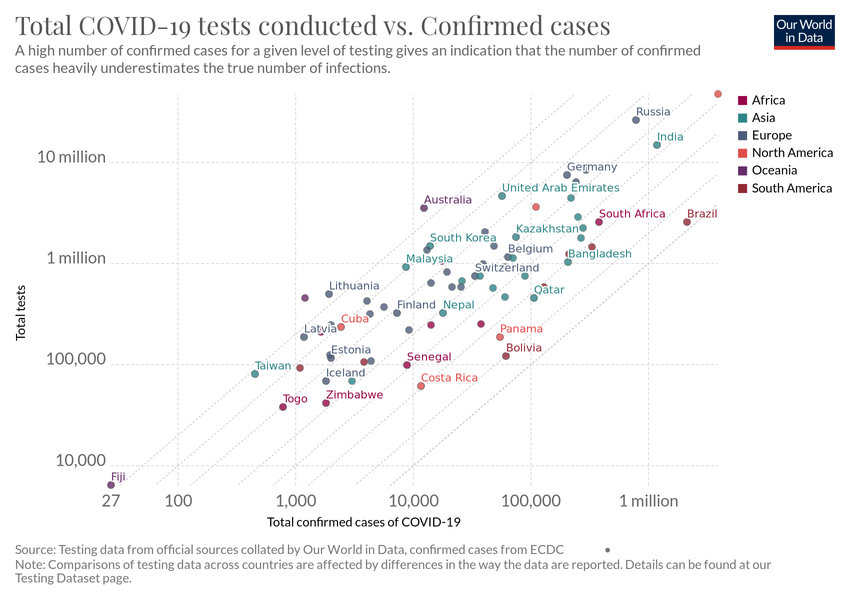 Total COVID-19 tests conducted vs. Confirmed cases
Our World
in Data
A high number of confirmed cases for a given level of testing gives an indication that the number of confirmed
cases heavily underestimates the true number of infections.
Africa
Asia
Europe
North America
Oceania
South America
Total tests
10 million
1 million
100,000
10,000
Russia
India
Germany
United Arab Emirates
Australia
South Africa
Brazil
Kazakhstan
South Korea
Belgium
Bangladesh
Malaysia
Switzerland
Lithuania
Qatar
Finland
Nepal
Cuba
Latvia
Panama
Bolivia
Estonia
Senegal
Taiwan
Iceland
Costa Rica
Togo
Zimbabwe
Fiji
27
100
1,000
10,000
100,000
1 million
Total confirmed cases of COVID-19
Source: Testing data from official sources collated by Our World in Data, confirmed cases from ECDC
Note: Comparisons of testing data across countries are affected by differences in the way the data are reported. Details can be found at our
Testing Dataset page.